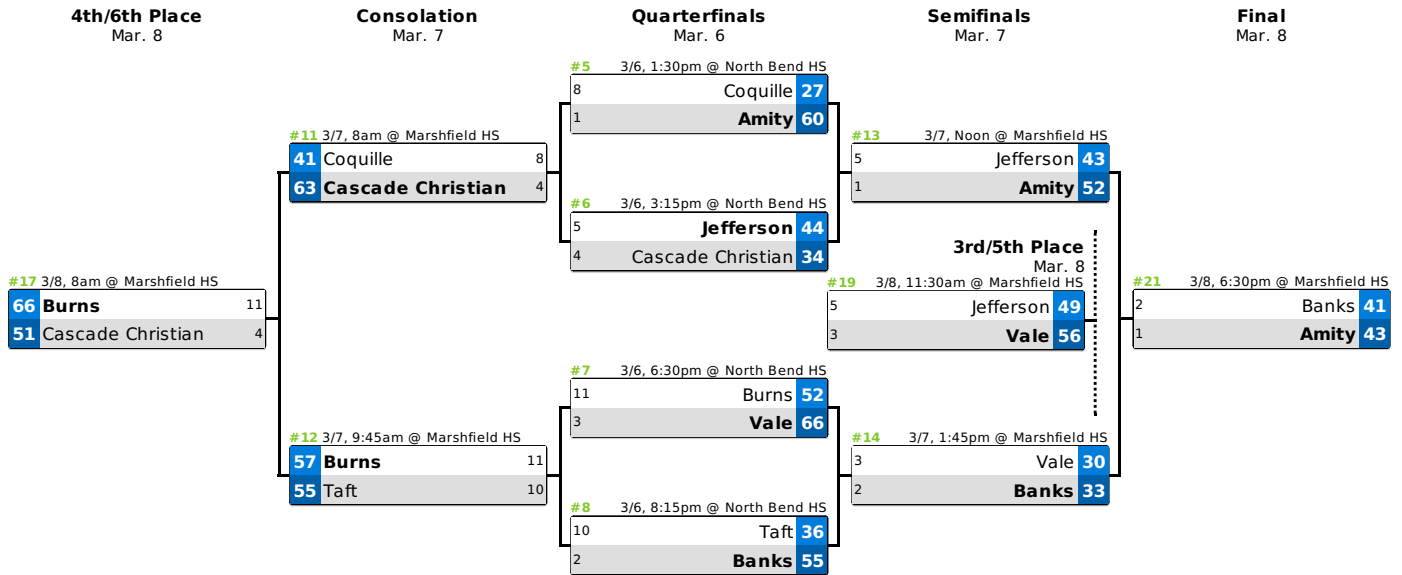 4th/6th Place
Mar. 8
Consolation
Mar. 7
Quarterfinals
Mar. 6
Semifinals
Mar. 7
Final
Mar. 8
#17 3/8, 8am @ Marshfield HS
66 Burns 11
51 Cascade Christian 4
#11 3/7, 8am @ Marshfield HS
41 Coquille 8
63 Cascade Christian 4
#12 3/7, 9:45am @ Marshfield HS
57 Burns 11
55 Taft 10
#5 3/6, 1:30pm @ North Bend HS
8 Coquille 27
1 Amity 60
#6 3/6, 3:15pm @ North Bend HS
5 Jefferson 44
4 Cascade Christian 34
#7 3/6, 6:30pm @ North Bend HS
11 Burns 52
3 Vale 66
#8 3/6, 8:15pm @ North Bend HS
10 Taft 36
2 Banks 55
#13 3/7, Noon @ Marshfield HS
5 Jefferson 43
1 Amity 52
3rd/5th Place
Mar. 8
#19 3/8, 11:30am @ Marshfield HS
5 Jefferson 49
3 Vale 56
#14 3/7, 1:45pm @ Marshfield HS
3 Vale 30
2 Banks 33
#21 3/8, 6:30pm @ Marshfield HS
2 Banks 41
1 Amity 43